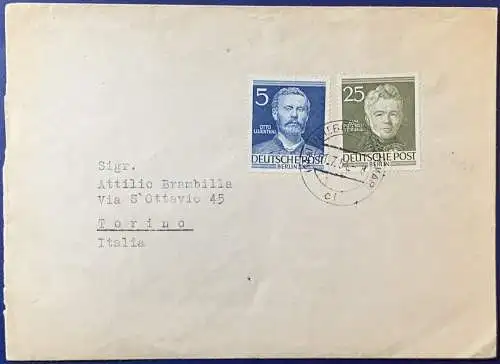 5
OTTO
LILIENTHAL
DEUTSCHE POST
BERLIN
25
DEUTSCHE POST
BERLIN
Sigr.
Attilio Brambilla
via S'Ottavio 45
Torino
Italia